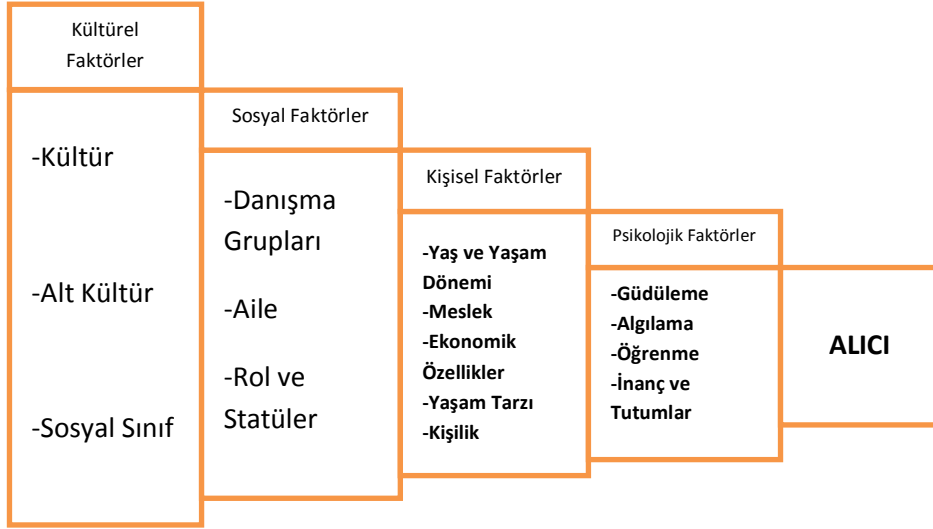 Kültürel
Faktörler
-Kültür
-Alt Kültür
-Sosyal Sınıf
Sosyal Faktörler
-Danışma
Grupları
-Aile
-Rol ve
Statüler
Kişisel Faktörler
-Yaş ve Yaşam
Dönemi
-Meslek
-Ekonomik
Özellikler
-Yaşam Tarzı
-Kişilik
Psikolojik Faktörler
-Güdüleme
-Algılama
-Öğrenme
-İnanç ve
Tutumlar
ALICI